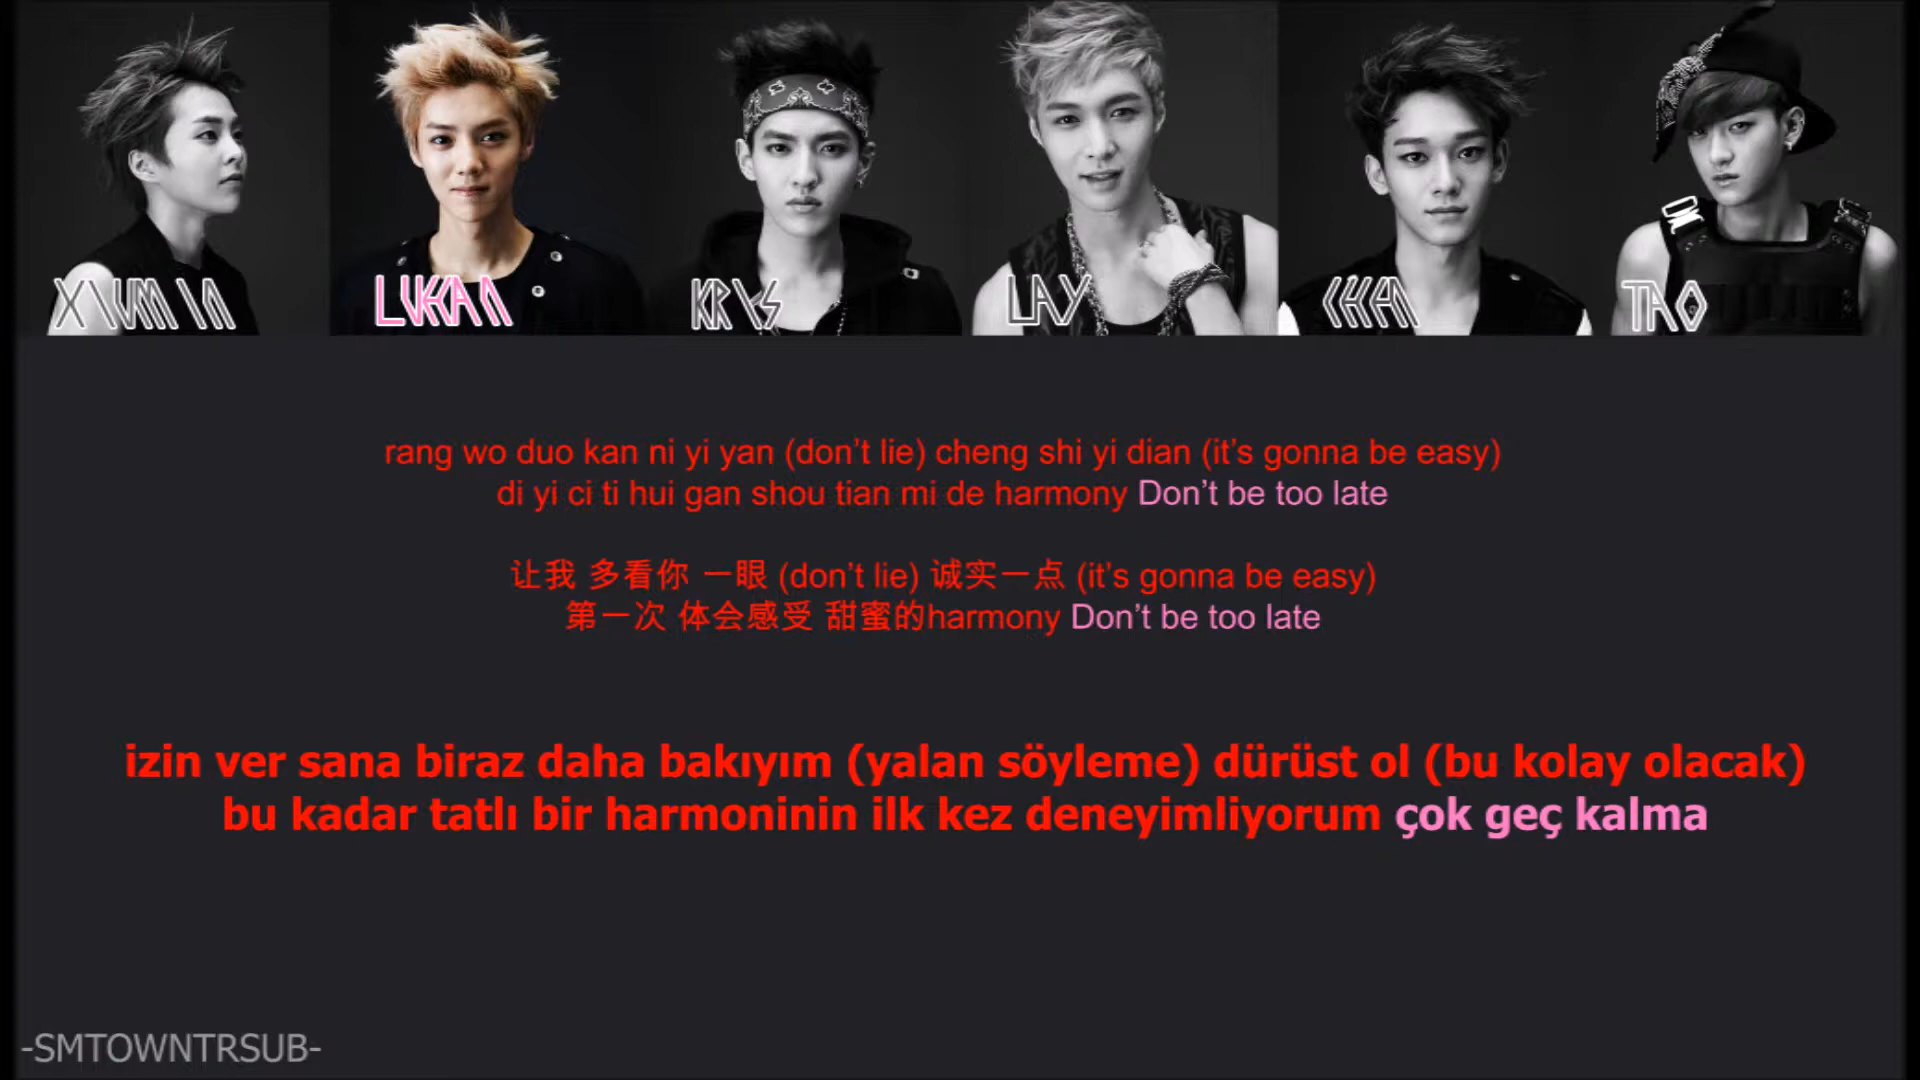 XIUMIN LUHAN KRIS LAY CHEN TAO
rang wo duo kan ni yi yan (don't lie) cheng shi yi dian (it's gonna be easy)
di yi ci ti hui gan shou tian mi de harmony Don't be too late
让我 多看你 一眼 (don't lie) 诚实一点 (it's gonna be easy)
第一次 体会感受 甜蜜的harmony Don't be too late
izin ver sana biraz daha bakıyım (yalan söyleme) dürüst ol (bu kolay olacak)
bu kadar tatlı bir harmoninin ilk kez deneyimliyorum çok geç kalma
-SMTOWNTRSUB-